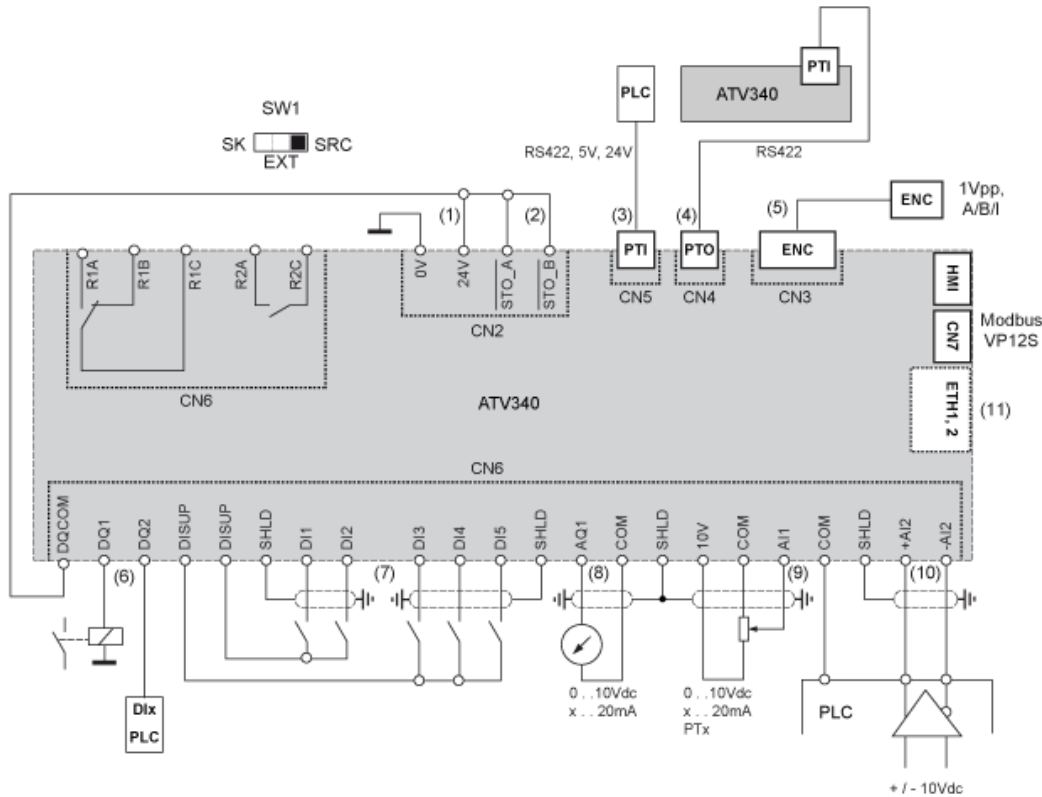 PTI
PLC
ATV340
SW1
SK
SRC
EXT
RS422, 5V, 24V
RS422
ENC
1Vpp,
A/B/I
(1)
(2)
(3)
(4)
(5)
R1A
R1B
R1C
R2A
R2C
0V
24V
STO_A
STO_B
PTI
PTO
ENC
HMI
CN5
CN4
CN3
CN2
CN7
Modbus
VP12S
CN6
ATV340
ETH1, 2
(11)
CN6
DQCOM
DQ1
DQ2
DISUP
DISUP
SHLD
DI1
DI2
DI3
DI4
DI5
SHLD
AQ1
COM
SHLD
10V
COM
AI1
COM
SHLD
+AI2
-AI2
(6)
(7)
(8)
(9)
(10)
0 . . 10Vdc
x . . 20mA
0 . . 10Vdc
x . . 20mA
PTx
DIx
PLC
PLC
+ / - 10Vdc